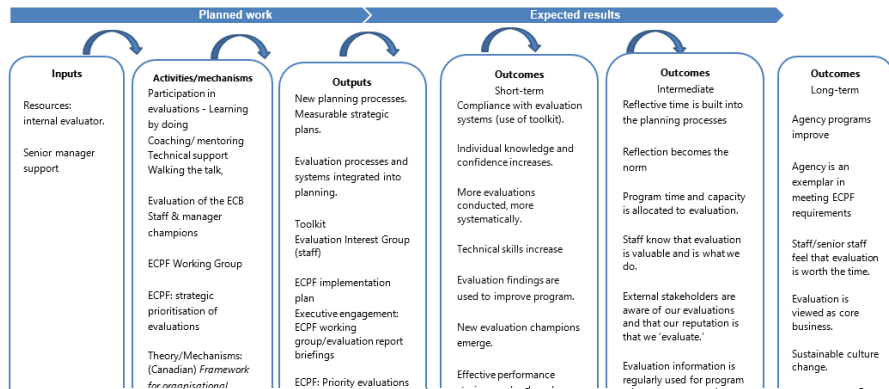 Planned work
Expected results
Inputs
Resources:
internal evaluator.
Senior manager
support
Activities/mechanisms
Participation in
evaluations - Learning
by doing
Coaching/ mentoring
Technical support
Walking the talk,
Evaluation of the ECB
Staff & manager
champions
ECPF Working Group
ECPF: strategic
prioritisation of
evaluations
Theory/Mechanisms:
(Canadian) Framework
for organisational
Outputs
New planning processes.
Measurable strategic
plans.
Evaluation processes and
systems integrated into
planning.
Toolkit
Evaluation Interest Group
(staff)
ECPF implementation
plan
Executive engagement:
ECPF working
group/evaluation report
briefings
ECPF: Priority evaluations
Outcomes
Short-term
Compliance with evaluation
systems (use of toolkit).
Individual knowledge and
confidence increases.
More evaluations
conducted, more
systematically.
Technical skills increase
Evaluation findings are
used to improve program.
New evaluation champions
emerge.
Effective performance
Outcomes
Intermediate
Reflective time is built into
the planning processes
Reflection becomes the
norm
Program time and capacity
is allocated to evaluation.
Staff know that evaluation
is valuable and is what we
do.
External stakeholders are
aware of our evaluations
and that our reputation is
that we 'evaluate.'
Evaluation information is
regularly used for program
Outcomes
Long-term
Agency programs
improve
Agency is an
exemplar in
meeting ECPF
requirements
Staff/senior staff
feel that evaluation
is worth the time.
Evaluation is
viewed as core
business.
Sustainable culture
change.